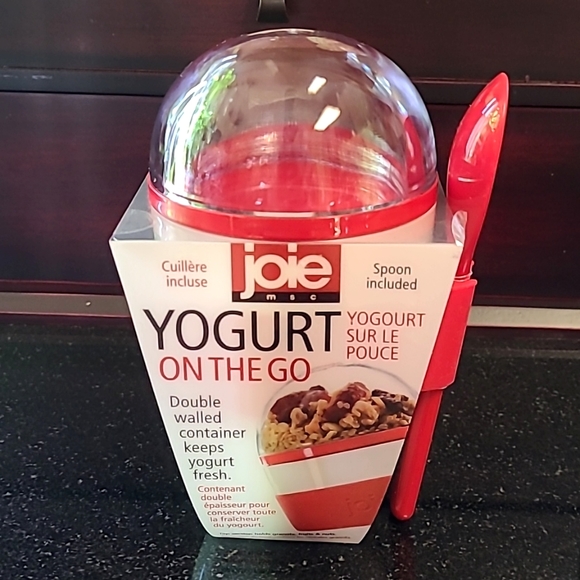 joie
msc
Cuillère
incluse
Spoon
included
YOGURT
ON THE GO
YOGOURT
SUR LE
POUCE
Double
walled
container
keeps
yogurt
fresh.
Contenant
double
épaisseur pour
conserver toute
la fraîcheur
du yogourt.